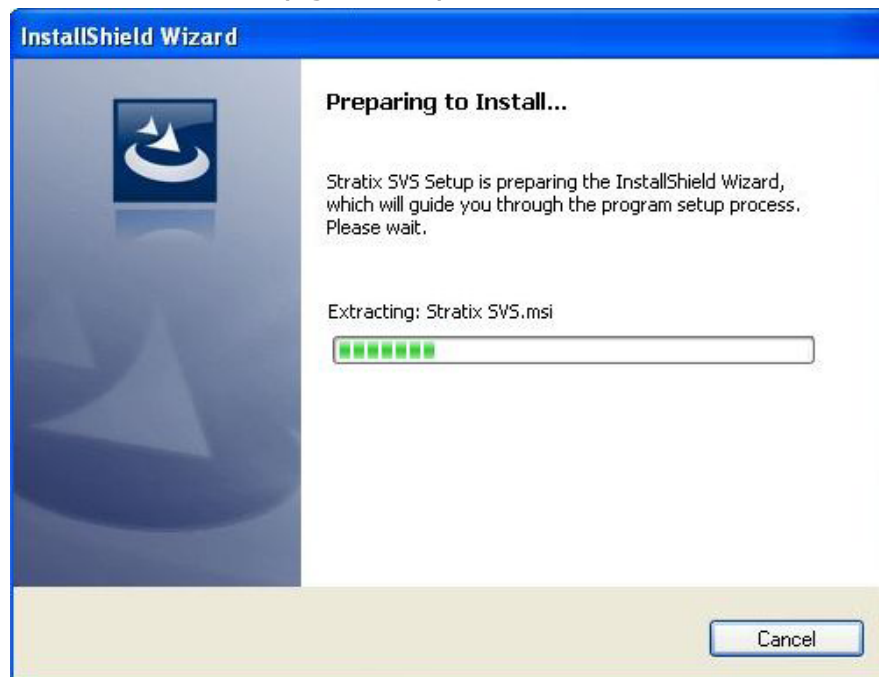 InstallShield Wizard
Preparing to Install...
Stratix SVS Setup is preparing the InstallShield Wizard,
which will guide you through the program setup process.
Please wait.
Extracting: Stratix SVS.msi
Cancel